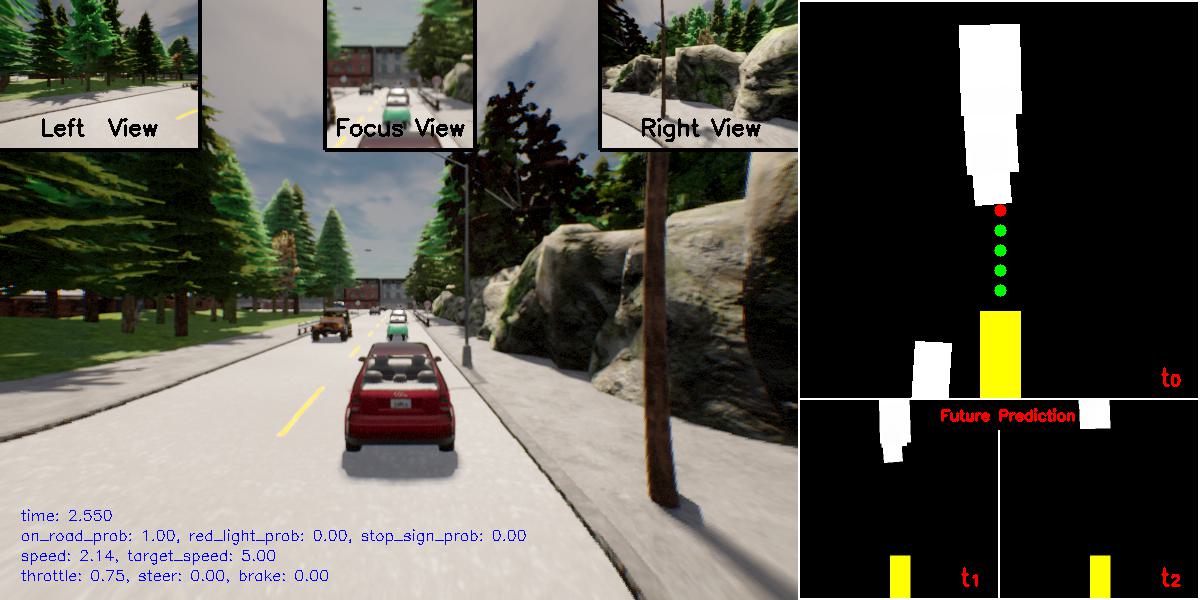 Left View
Focus View
Right View
t0
Future Prediction
t1
t2
time: 2.550
on_road_prob: 1.00, red_light_prob: 0.00, stop_sign_prob: 0.00
speed: 2.14, target_speed: 5.00
throttle: 0.75, steer: 0.00, brake: 0.00